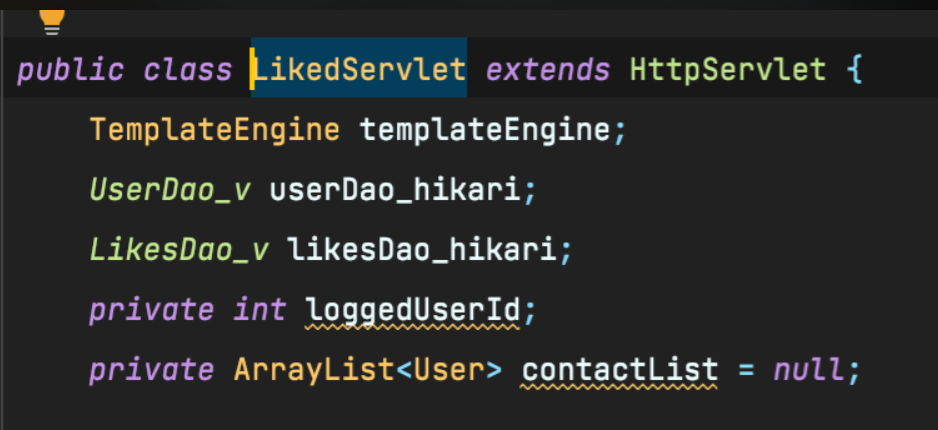 public class LikedServlet extends HttpServlet {
TemplateEngine templateEngine;
UserDao_v userDao_hikari;
LikesDao_v likesDao_hikari;
private int loggedUserId;
private ArrayList<User> contactList = null;